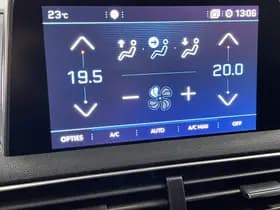 23°C 13:06
19.5 20.0
− +
OPTIES A/C AUTO A/C MAX OFF